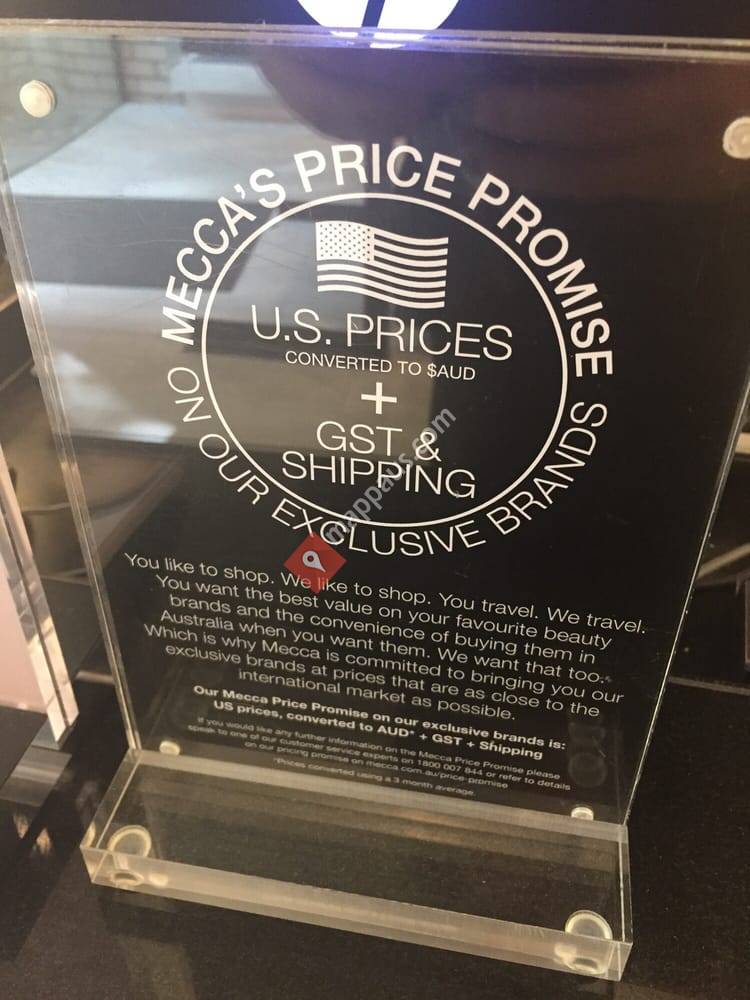 MECCA'S PRICE PROMISE
U.S. PRICES
CONVERTED TO $AUD
+
GST &
SHIPPING
ON OUR EXCLUSIVE BRANDS
mappaus.com
You like to shop. We like to shop. You travel. We travel.
You want the best value on your favourite beauty
brands and the convenience of buying them in
Australia when you want them. We want that too.
Which is why Mecca is committed to bringing you our
exclusive brands at prices that are as close to the
international market as possible.
Our Mecca Price Promise on our exclusive brands is:
US prices, converted to AUD* + GST + Shipping
If you would like any further information on the Mecca Price Promise please
speak to one of our customer service experts on 1800 007 844 or refer to details
on our pricing promise on mecca.com.au/price-promise
*Prices converted using a 3 month average.